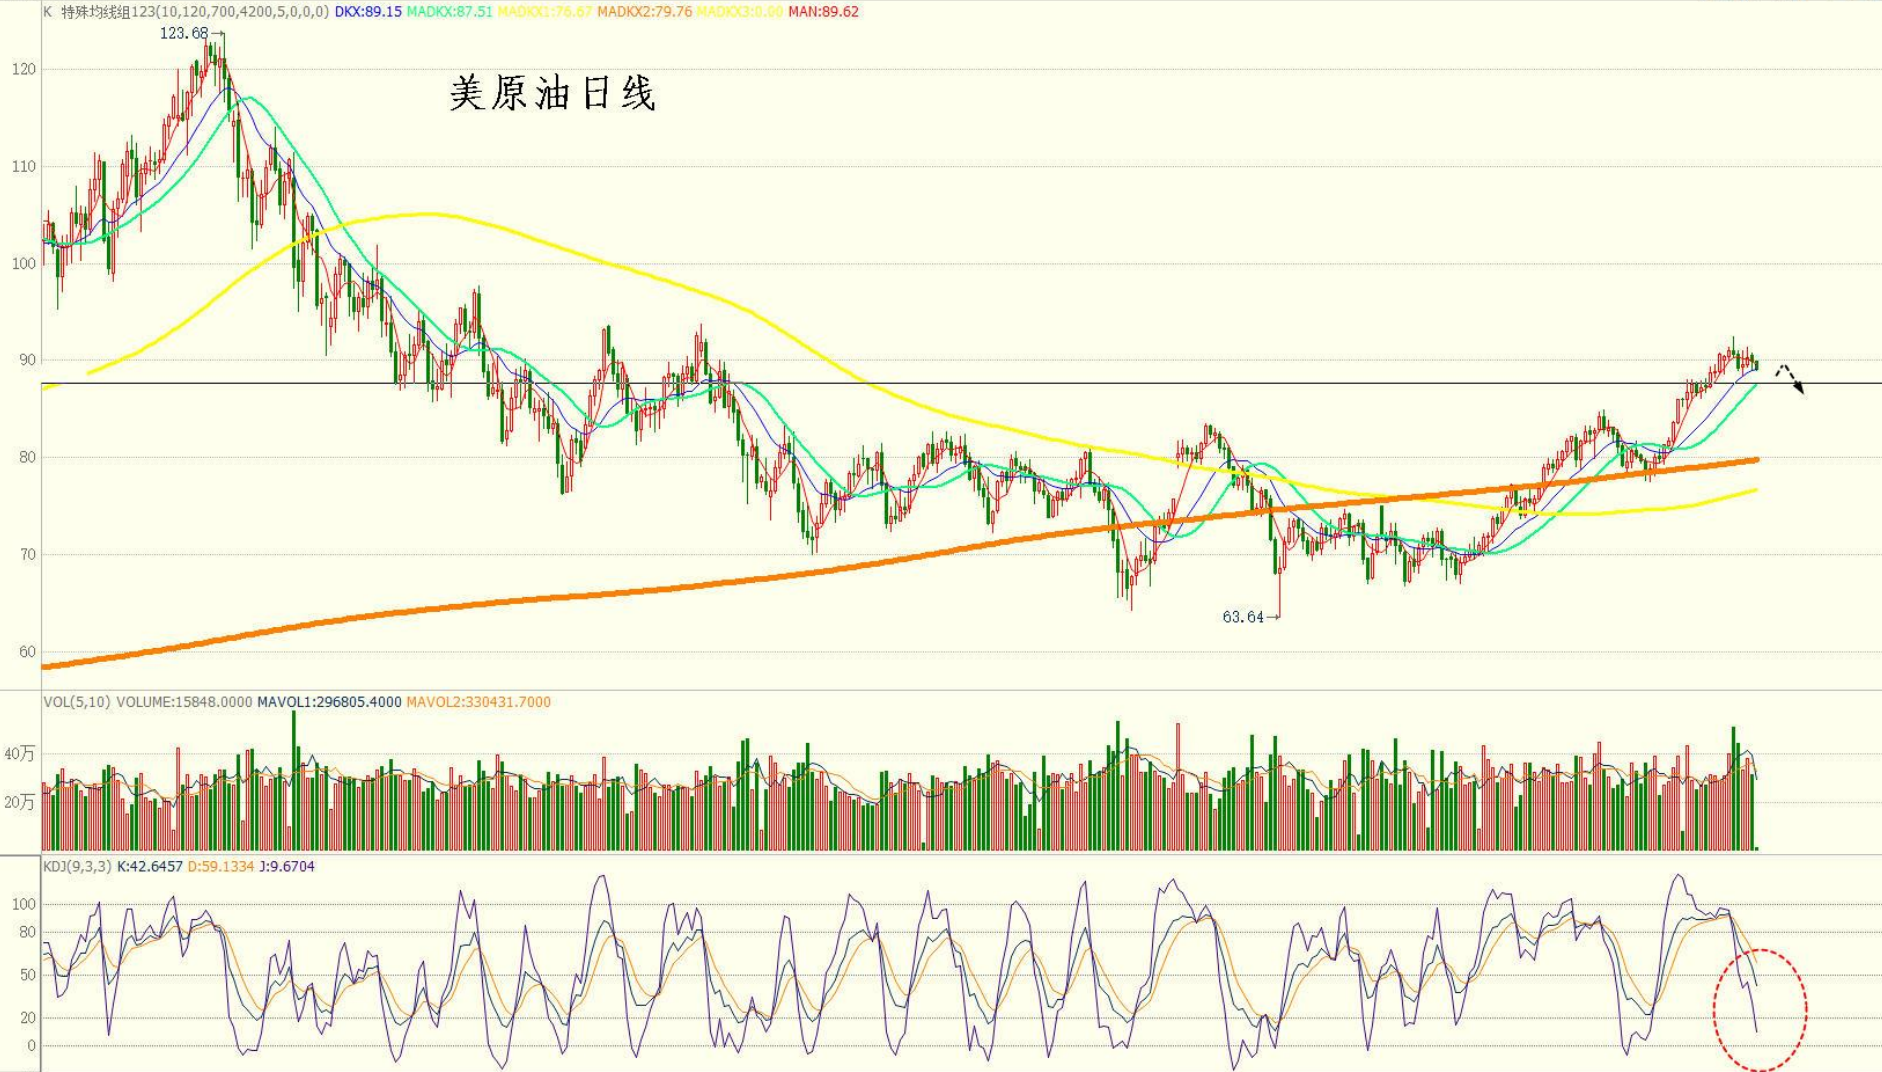 K 特殊均线组123(10,120,700,4200,5,0,0,0) DKX:89.15 MADKX:87.51 MADKX1:76.67 MADKX2:79.76 MADKX3:0.00 MAN:89.62
123.68→
美原油日线
120
110
100
90
80
70
63.64→
60
VOL(5,10) VOLUME:15848.0000 MAVOL1:296805.4000 MAVOL2:330431.7000
40万
20万
KDJ(9,3,3) K:42.6457 D:59.1334 J:9.6704
100
80
50
20
0